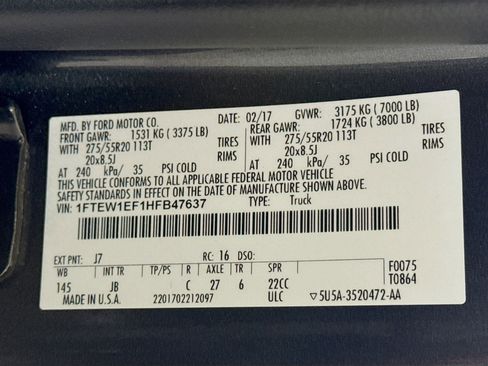 MFD. BY FORD MOTOR CO. DATE: 02/17 GVWR: 3175 KG ( 7000 LB)
FRONT GAWR: 1531 KG ( 3375 LB) REAR GAWR: 1724 KG ( 3800 LB)
WITH 275/55R20 113T TIRES WITH 275/55R20 113T TIRES
20x8.5J RIMS 20x8.5J RIMS
AT 240 kPa/ 35 PSI COLD AT 240 kPa/ 35 PSI COLD
THIS VEHICLE CONFORMS TO ALL APPLICABLE FEDERAL MOTOR VEHICLE
SAFETY STANDARDS IN EFFECT ON THE DATE OF MANUFACTURE SHOWN ABOVE.
VIN: 1FTEW1EF1HFB47637 TYPE: Truck
EXT PNT: J7 RC: 16 DSO: F0075
WB INT TR TP/PS R AXLE TR SPR T0864
145 JB C 27 6 22CC
MADE IN U.S.A. 2201702212097 ULC ▽5U5A-3520472-AA